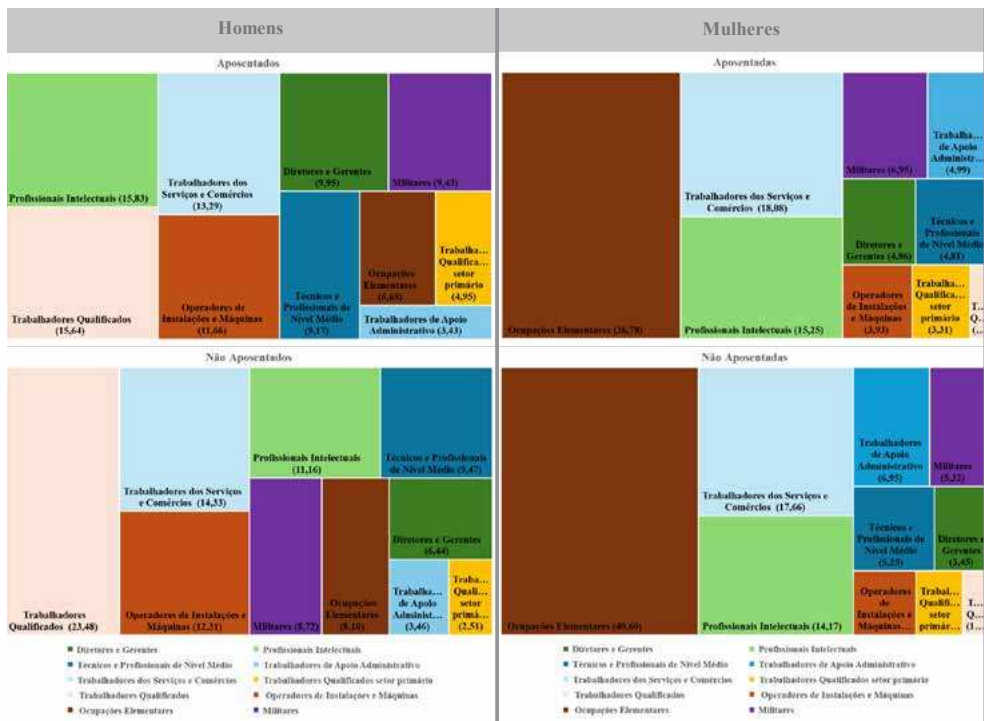 Homens
Aposentados
Profissionais Intelectuais (15,83)
Trabalhadores dos
Serviços e Comércios
(13,29)
Diretores e Gerentes
(9,95)
Militares (9,43)
Trabalhadores Qualificados
(15,64)
Operadores de
Instalações e Máquinas
(11,66)
Técnicos e
Profissionais de
Nível Médio
(9,17)
Ocupações
Elementares
Trabalha…
Qualifica…
setor
primário
(4,95)
Trabalhadores de Apoio
Administrativo (3,43)
Não Aposentados
Trabalhadores
Qualificados (23,48)
Trabalhadores dos Serviços
e Comércios (14,33)
Operadores de Instalações e
Máquinas (12,31)
Profissionais Intelectuais
(11,16)
Técnicos e Profissionais
de Nível Médio (9,47)
Militares (8,72)
Ocupações
Elementares
(8,10)
Diretores e Gerentes
(6,44)
Trabalha…
de Apoio
Administ…
(3,46)
Traba…
Quali…
setor
primá…
(2,51)
Diretores e Gerentes
Profissionais Intelectuais
Técnicos e Profissionais de Nível Médio
Trabalhadores de Apoio Administrativo
Trabalhadores dos Serviços e Comércios
Trabalhadores Qualificados setor primário
Trabalhadores Qualificados
Operadores de Instalações e Máquinas
Ocupações Elementares
Militares
Mulheres
Aposentadas
Ocupações Elementares
Trabalhadores dos Serviços e
Comércios (18,08)
Profissionais Intelectuais (15,25)
Militares (6,95)
Trabalha…
de Apoio
Administr…
(4,99)
Diretores e
Gerentes (4,86)
Técnicos e
Profissionais
de Nível Médio
(4,81)
Operadores
de Instalações
e Máquinas
(3,93)
Trabalha…
Qualifica…
setor
primário
(3,31)
T…
Q…
(…
Não Aposentadas
Ocupações Elementares
Trabalhadores dos Serviços e
Comércios (17,66)
Profissionais Intelectuais (14,17)
Trabalhadores
de Apoio
Administrativo
(6,95)
Militares
(5,32)
Técnicos e
Profissionais de
Nível Médio
Diretores e
Gerentes
(3,45)
Operadores
de
Instalações e
Máquinas…
Trabal…
Qualifi…
setor
primár…
T…
Q…
(1…
Diretores e Gerentes
Profissionais Intelectuais
Técnicos e Profissionais de Nível Médio
Trabalhadores de Apoio Administrativo
Trabalhadores dos Serviços e Comércios
Trabalhadores Qualificados setor primário
Trabalhadores Qualificados
Operadores de Instalações e Máquinas
Ocupações Elementares
Militares